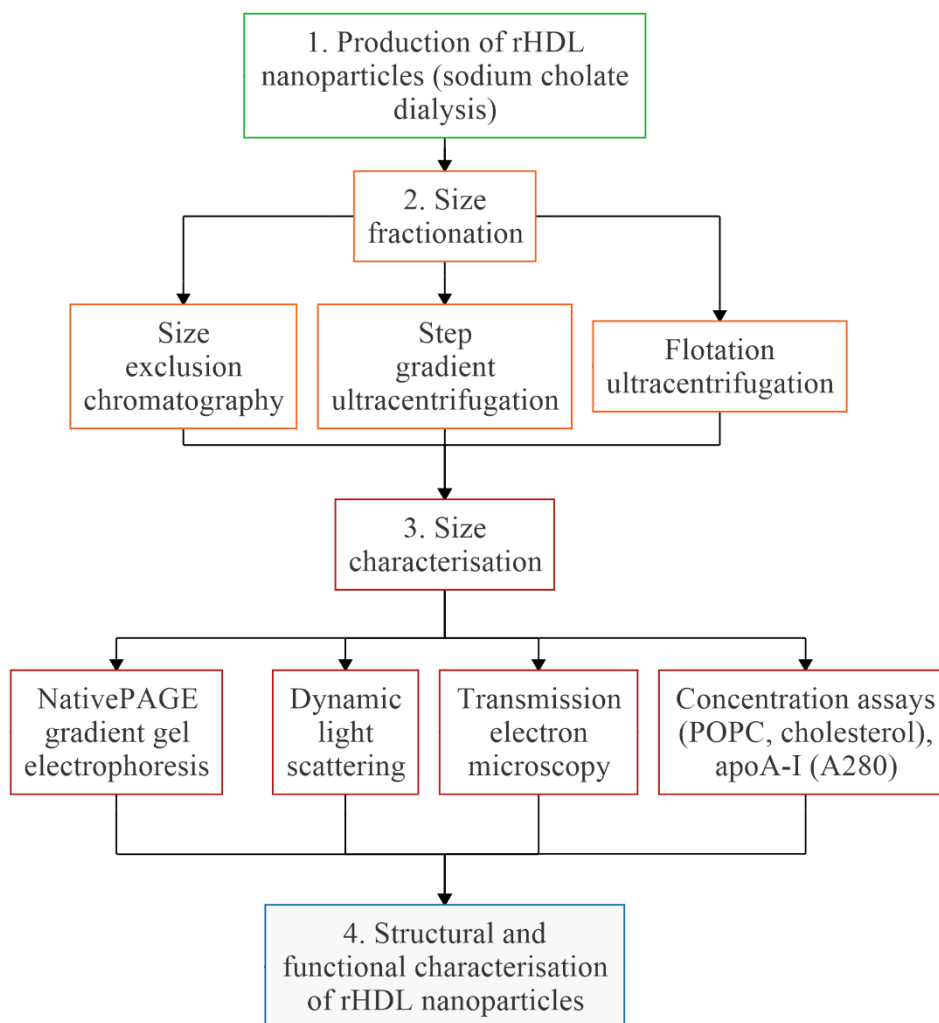 1. Production of rHDL
nanoparticles (sodium cholate
dialysis)
2. Size
fractionation
Size
exclusion
chromatography
Step
gradient
ultracentrifugation
Flotation
ultracentrifugation
3. Size
characterisation
NativePAGE
gradient gel
electrophoresis
Dynamic
light
scattering
Transmission
electron
microscopy
Concentration assays
(POPC, cholesterol),
apoA-I (A280)
4. Structural and
functional characterisation
of rHDL nanoparticles